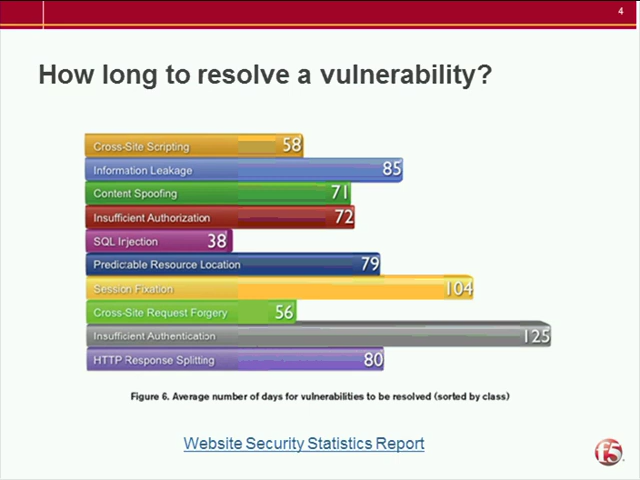 4
How long to resolve a vulnerability?
Cross-Site Scripting 58
Information Leakage 85
Content Spoofing 71
Insufficient Authorization 72
SQL Injection 38
Predictable Resource Location 79
Session Fixation 104
Cross-Site Request Forgery 56
Insufficient Authentication 125
HTTP Response Splitting 80
Figure 6. Average number of days for vulnerabilities to be resolved (sorted by class)
Website Security Statistics Report
f5